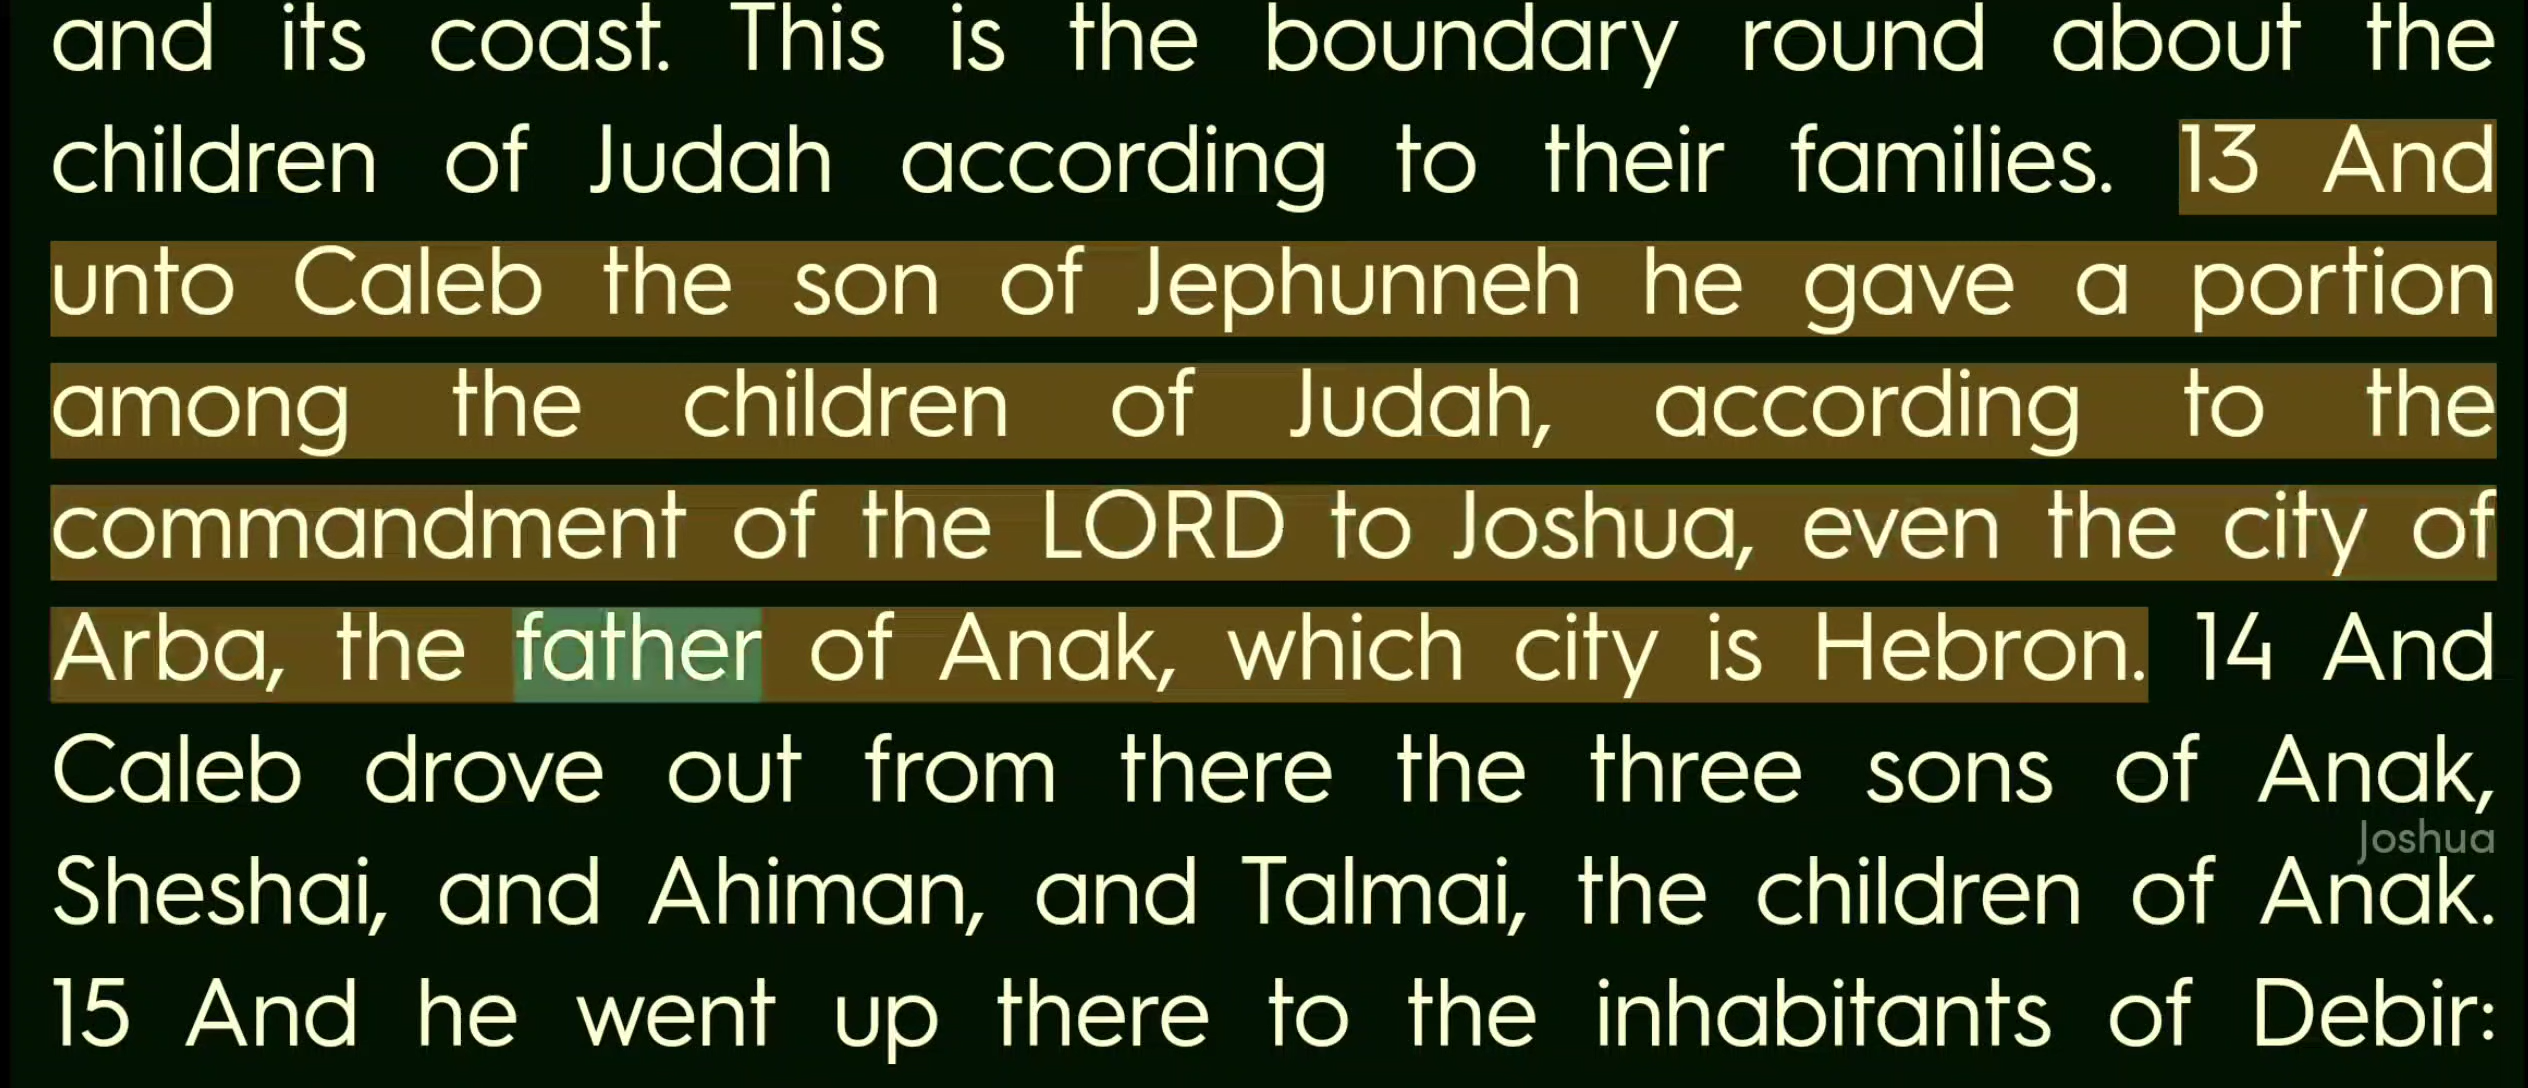 and its coast. This is the boundary round about the
children of Judah according to their families. 13 And
unto Caleb the son of Jephunneh he gave a portion
among the children of Judah, according to the
commandment of the LORD to Joshua, even the city of
Arba, the father of Anak, which city is Hebron. 14 And
Caleb drove out from there the three sons of Anak,
Joshua
Sheshai, and Ahiman, and Talmai, the children of Anak.
15 And he went up there to the inhabitants of Debir: